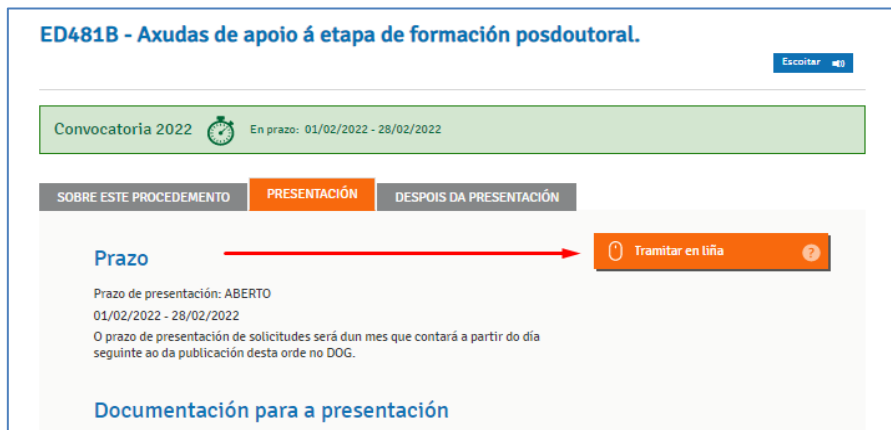 ED481B - Axudas de apoio á etapa de formación posdoutoral.
Escoitar
Convocatoria 2022 En prazo: 01/02/2022 - 28/02/2022
SOBRE ESTE PROCEDEMENTO PRESENTACIÓN DESPOIS DA PRESENTACIÓN
Prazo
Tramitar en liña ?
Prazo de presentación: ABERTO
01/02/2022 - 28/02/2022
O prazo de presentación de solicitudes será dun mes que contará a partir do día
seguinte ao da publicación desta orde no DOG.
Documentación para a presentación